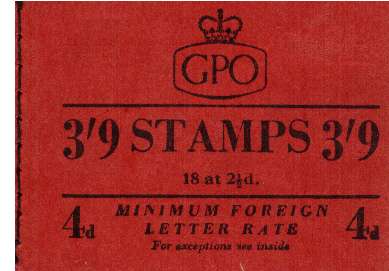 GPO
3'9 STAMPS 3'9
18 at 2½d.
4d MINIMUM FOREIGN 4d
LETTER RATE
For exceptions see inside